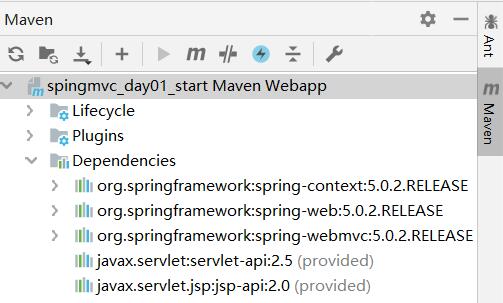 Maven
Ant
Maven
spingmvc_day01_start Maven Webapp
Lifecycle
Plugins
Dependencies
org.springframework:spring-context:5.0.2.RELEASE
org.springframework:spring-web:5.0.2.RELEASE
org.springframework:spring-webmvc:5.0.2.RELEASE
javax.servlet:servlet-api:2.5 (provided)
javax.servlet.jsp:jsp-api:2.0 (provided)